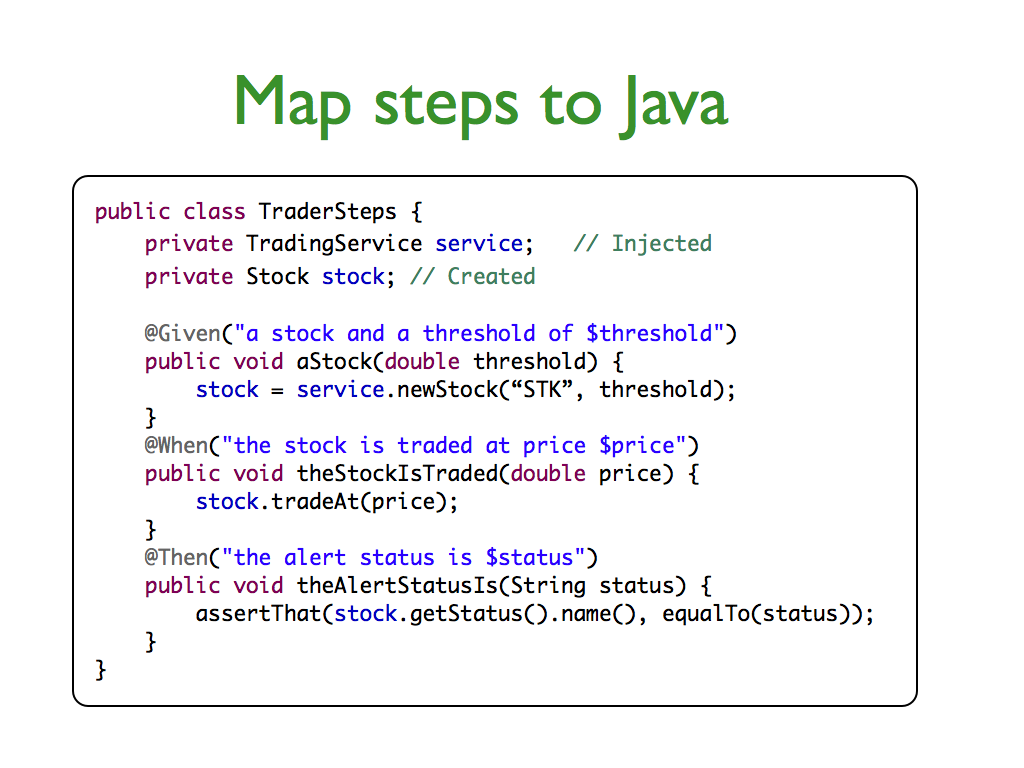 Map steps to Java
public class TraderSteps {
    private TradingService service;   // Injected
    private Stock stock; // Created

    @Given("a stock and a threshold of $threshold")
    public void aStock(double threshold) {
        stock = service.newStock(“STK”, threshold);
    }
    @When("the stock is traded at price $price")
    public void theStockIsTraded(double price) {
        stock.tradeAt(price);
    }
    @Then("the alert status is $status")
    public void theAlertStatusIs(String status) {
        assertThat(stock.getStatus().name(), equalTo(status));
    }
}